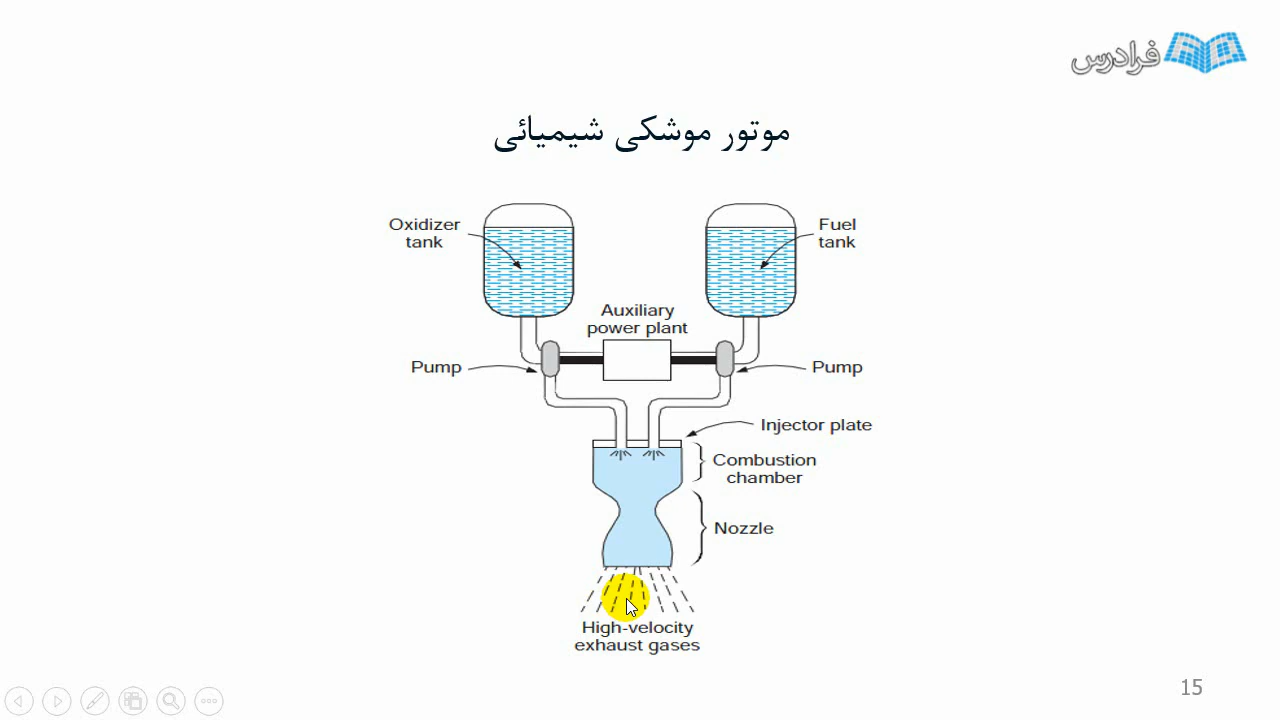 فرادرس
موتور موشکی شیمیائی
Oxidizer
tank
Fuel
tank
Auxiliary
power plant
Pump
Pump
Injector plate
Combustion
chamber
Nozzle
High-velocity
exhaust gases
15